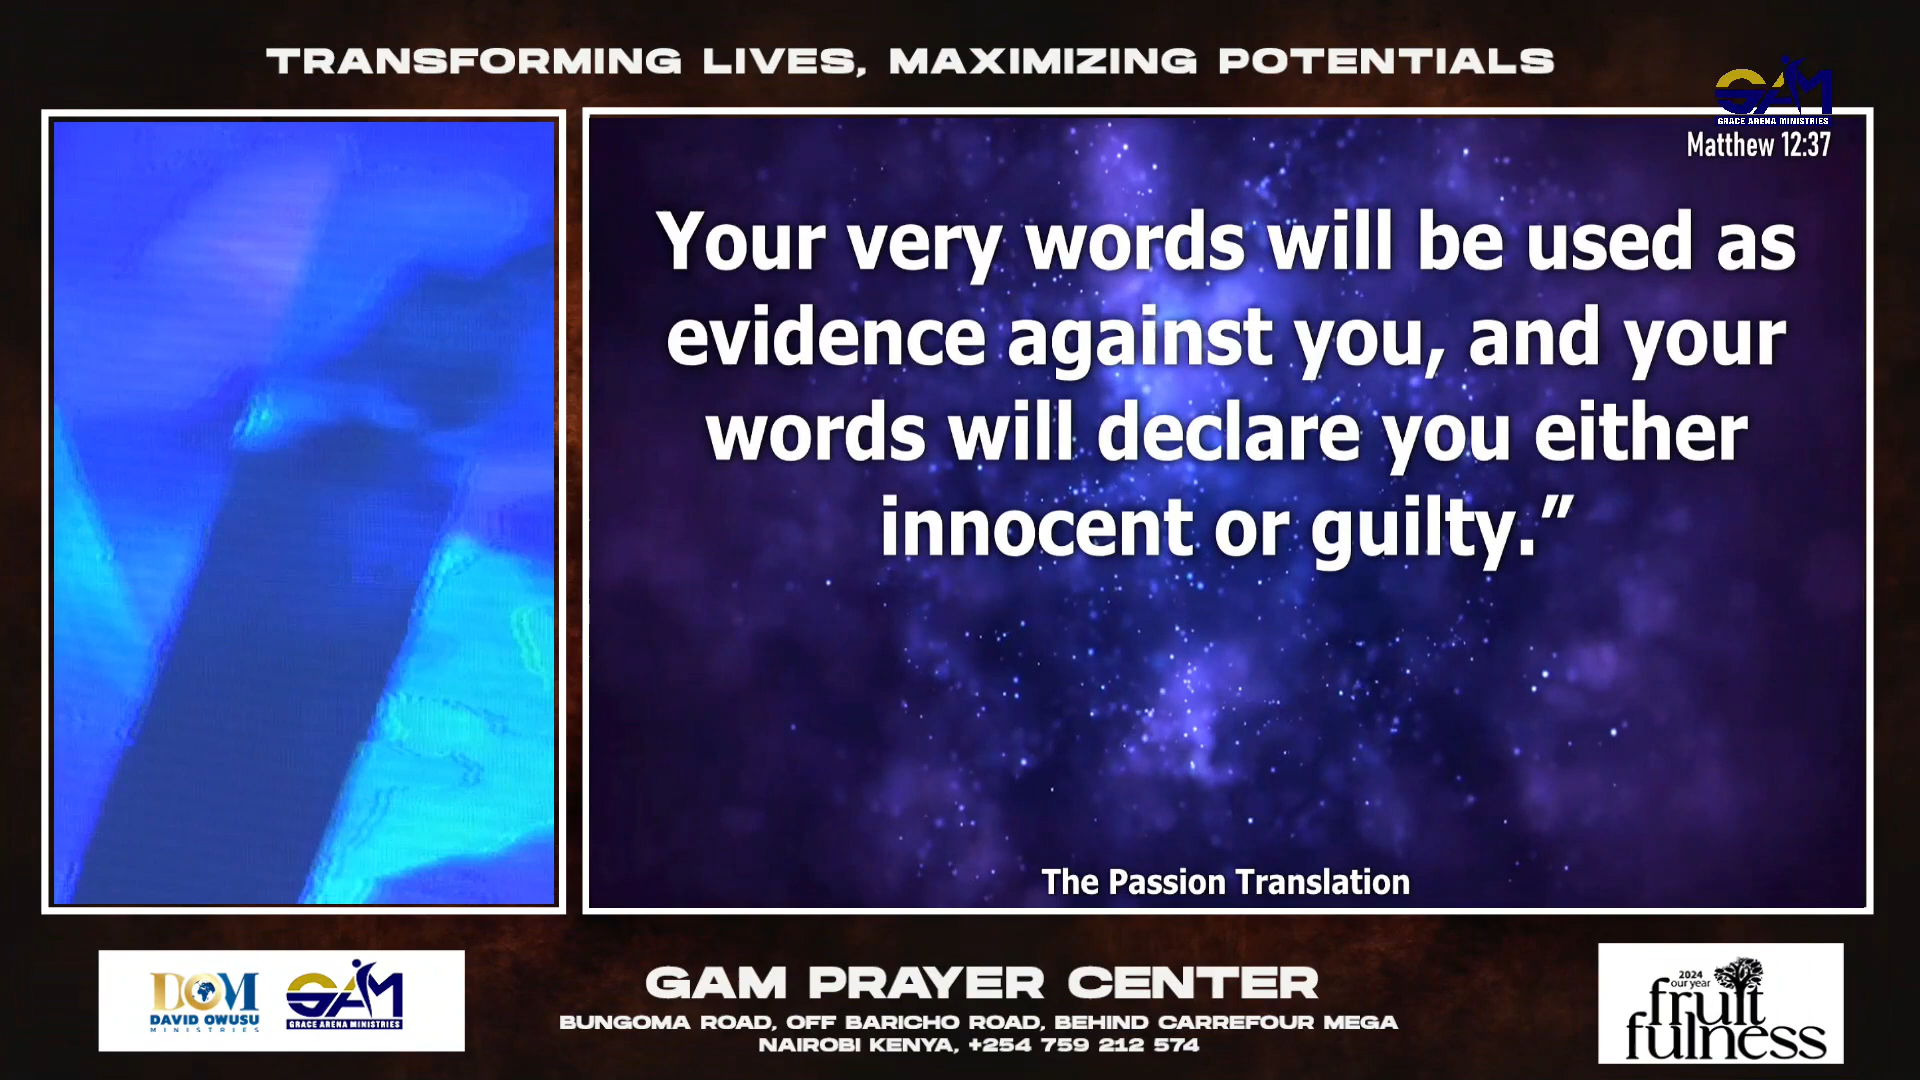 TRANSFORMING LIVES, MAXIMIZING POTENTIALS
GAM
GRACE ARENA MINISTRIES
Matthew 12:37
Your very words will be used as
evidence against you, and your
words will declare you either
innocent or guilty.”
The Passion Translation
DOM
DAVID OWUSU
MINISTRIES
GAM
GRACE ARENA MINISTRIES
GAM PRAYER CENTER
BUNGOMA ROAD, OFF BARICHO ROAD, BEHIND CARREFOUR MEGA
NAIROBI KENYA, +254 759 212 574
2024
our year
fruit
fulness